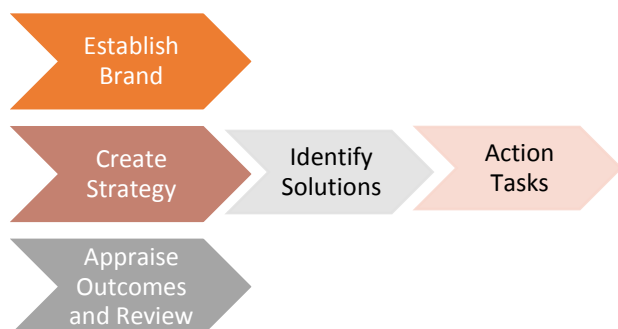 Establish
Brand
Create
Strategy
Identify
Solutions
Action
Tasks
Appraise
Outcomes
and Review